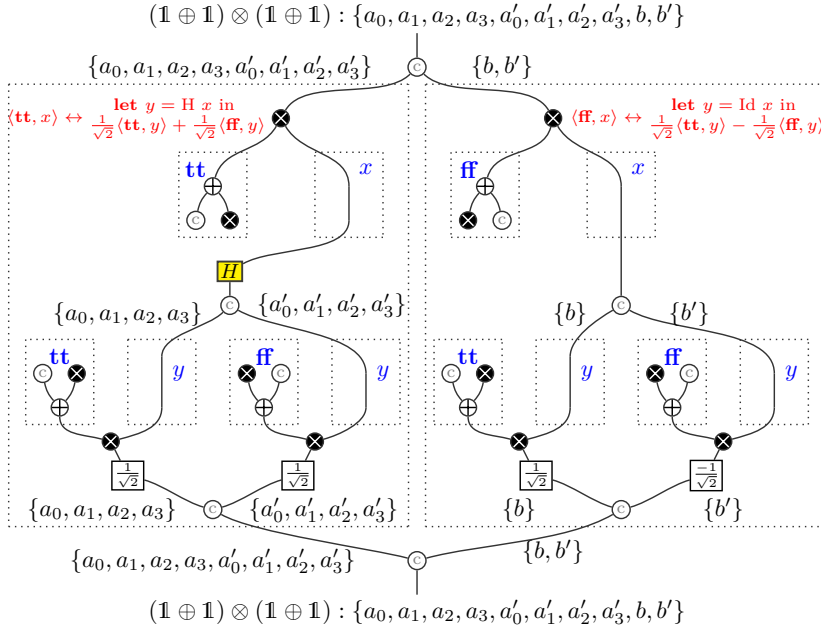 (𝟙 ⊕ 𝟙) ⊗ (𝟙 ⊕ 𝟙) : {a₀, a₁, a₂, a₃, a′₀, a′₁, a′₂, a′₃, b, b′}
C
{a₀, a₁, a₂, a₃, a′₀, a′₁, a′₂, a′₃} {b, b′}
⟨tt, x⟩ ↔ let y = H x in
1/√2 ⟨tt, y⟩ + 1/√2 ⟨ff, y⟩
⟨ff, x⟩ ↔ let y = Id x in
1/√2 ⟨tt, y⟩ − 1/√2 ⟨ff, y⟩
tt x ff x
C C
H
{a₀, a₁, a₂, a₃} C {a′₀, a′₁, a′₂, a′₃} {b} C {b′}
tt y ff y tt y ff y
C C C C
1/√2 1/√2 1/√2 −1/√2
{a₀, a₁, a₂, a₃} C {a′₀, a′₁, a′₂, a′₃} {b} C {b′}
{a₀, a₁, a₂, a₃, a′₀, a′₁, a′₂, a′₃} C {b, b′}
(𝟙 ⊕ 𝟙) ⊗ (𝟙 ⊕ 𝟙) : {a₀, a₁, a₂, a₃, a′₀, a′₁, a′₂, a′₃, b, b′}